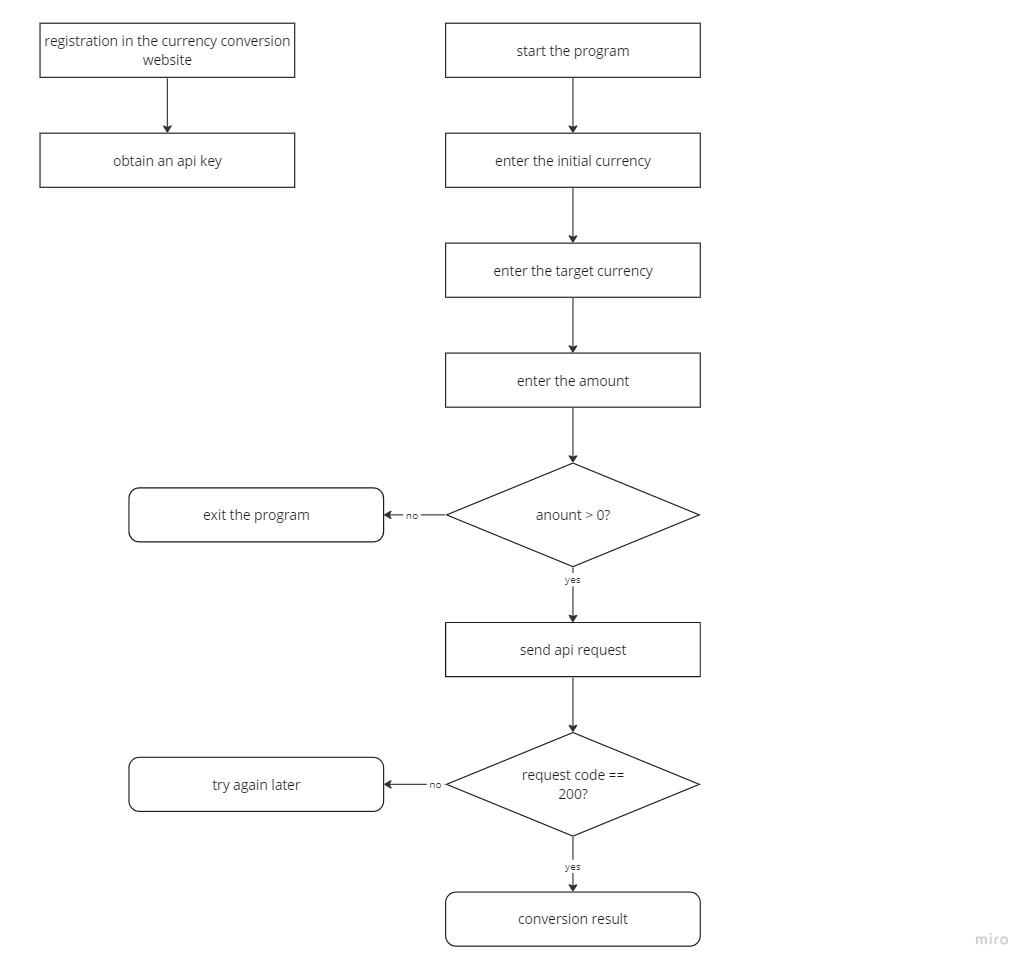 registration in the currency conversion
website
start the program
obtain an api key
enter the initial currency
enter the target currency
enter the amount
exit the program
no
anount > 0?
yes
send api request
try again later
no
request code ==
200?
yes
conversion result
miro